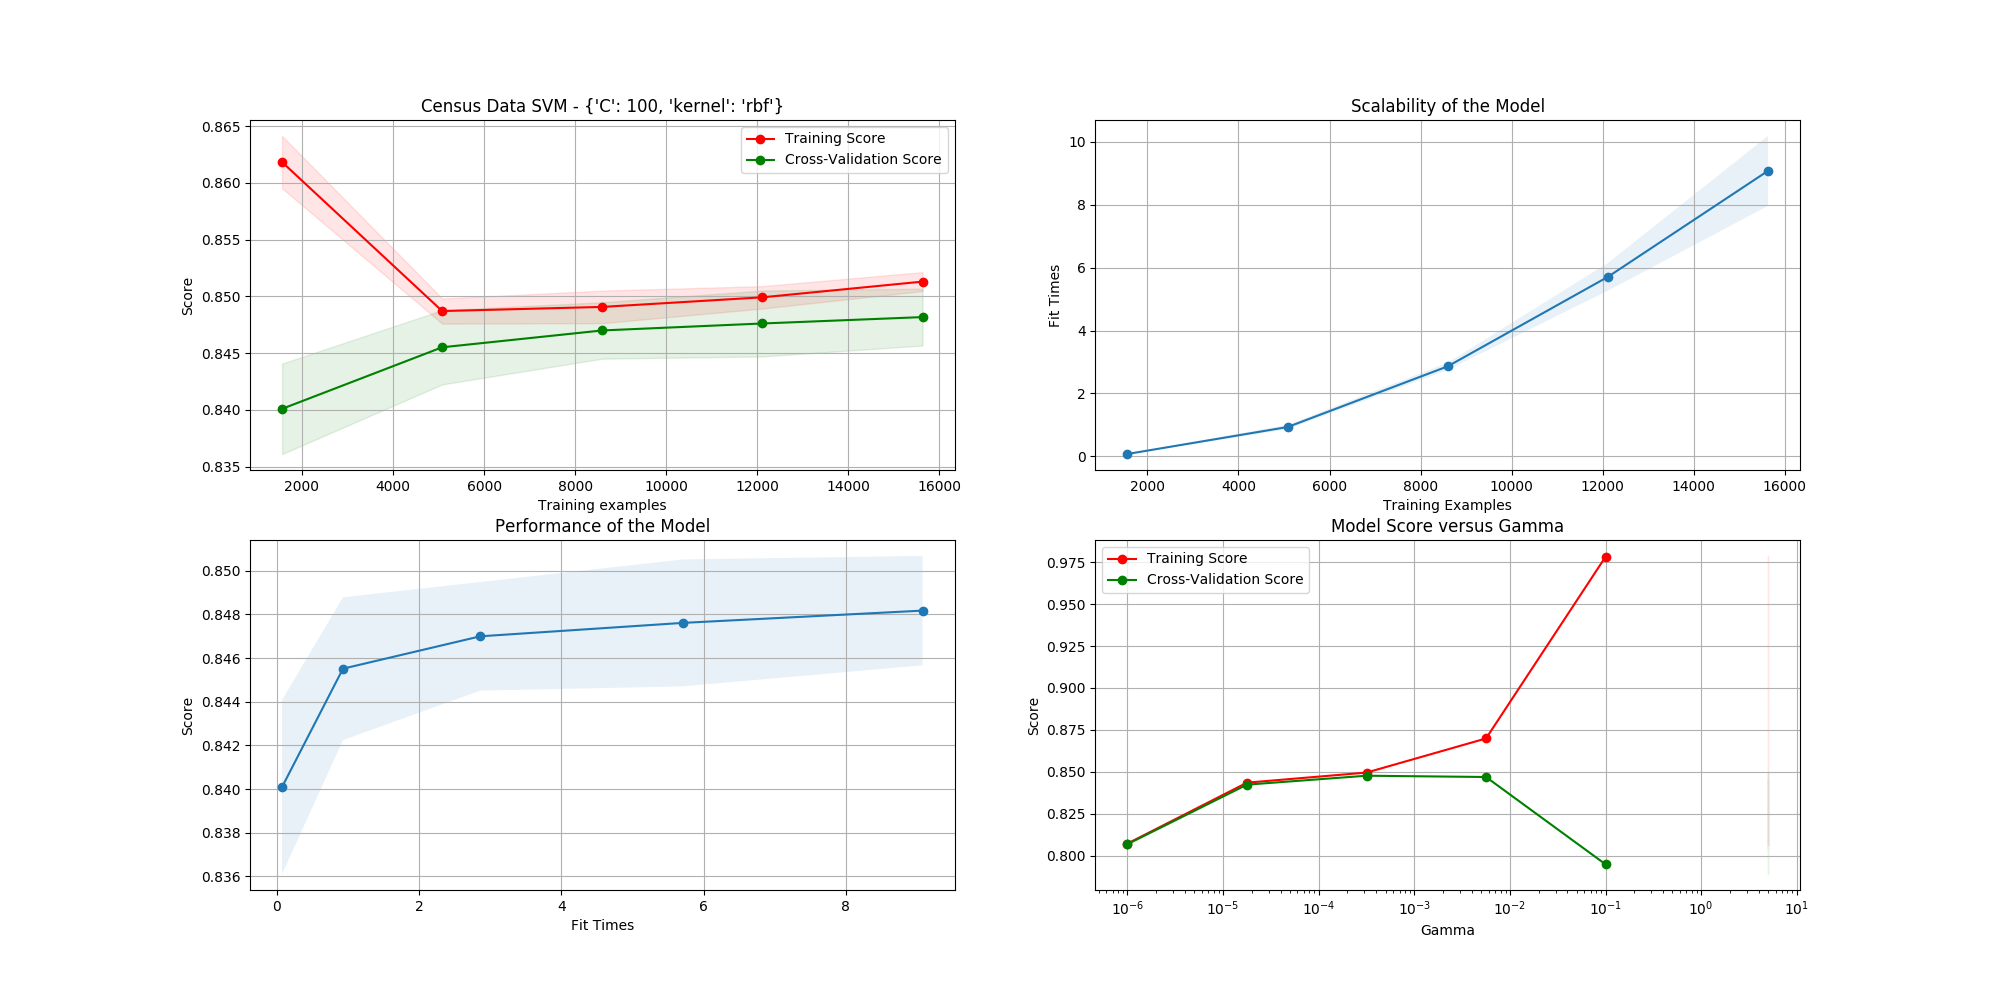 Census Data SVM - {'C': 100, 'kernel': 'rbf'}
0.865
0.860
0.855
0.850
0.845
0.840
0.835
Score
Training Score
Cross-Validation Score
2000 4000 6000 8000 10000 12000 14000 16000
Training examples
Scalability of the Model
10
8
6
4
2
0
Fit Times
2000 4000 6000 8000 10000 12000 14000 16000
Training Examples
Performance of the Model
0.850
0.848
0.846
0.844
0.842
0.840
0.838
0.836
Score
0 2 4 6 8
Fit Times
Model Score versus Gamma
0.975
0.950
0.925
0.900
0.875
0.850
0.825
0.800
Score
Training Score
Cross-Validation Score
10⁻⁶ 10⁻⁵ 10⁻⁴ 10⁻³ 10⁻² 10⁻¹ 10⁰ 10¹
Gamma